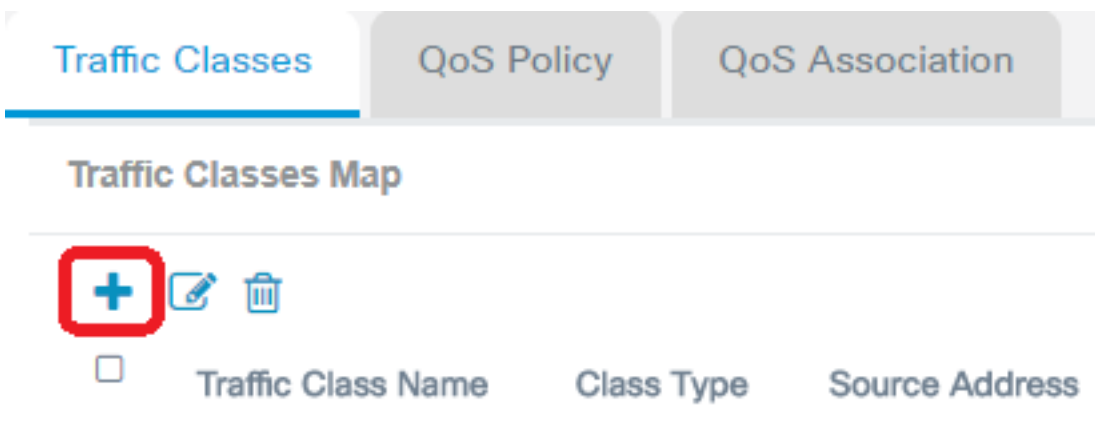 Traffic Classes QoS Policy QoS Association
Traffic Classes Map
Traffic Class Name Class Type Source Address